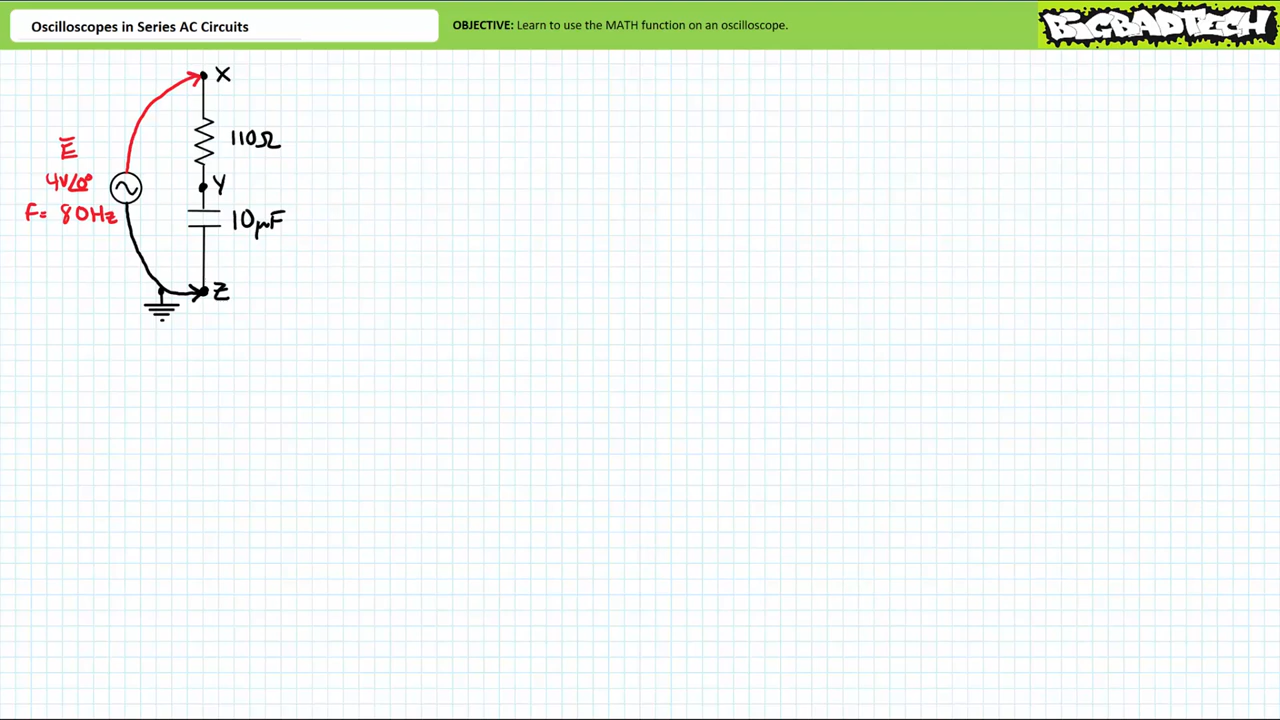 Oscilloscopes in Series AC Circuits
OBJECTIVE: Learn to use the MATH function on an oscilloscope.
BIGBADTECH
X
110Ω
E̅
4V∠0°
Y
F= 80Hz
10µF
Z